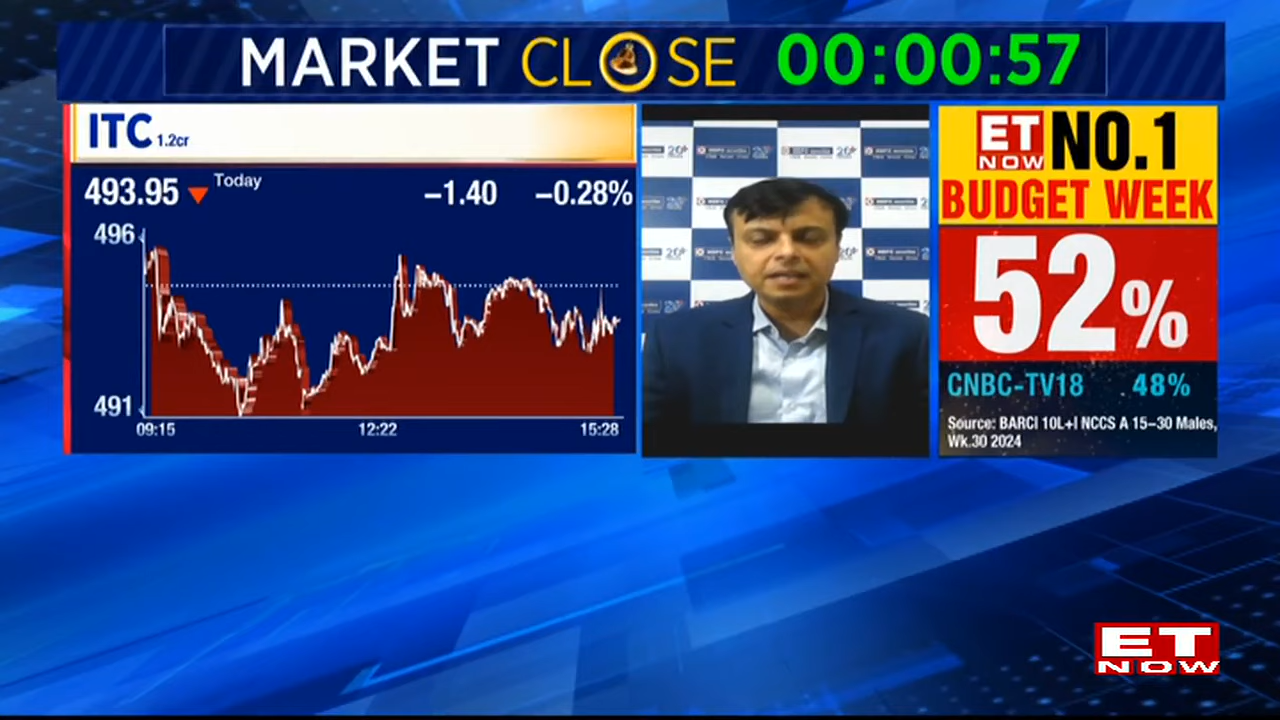 MARKET CLOSE 00:00:57
ITC 1.2cr
493.95 Today -1.40 -0.28%
496
491
09:15 12:22 15:28
ET NOW NO.1
BUDGET WEEK
52%
CNBC-TV18 48%
Source: BARCI 10L+I NCCS A 15-30 Males,
Wk.30 2024
ET
NOW